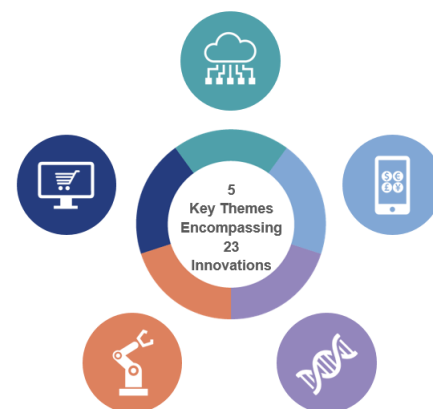 5
Key Themes
Encompassing
23
Innovations
$ €
£ ¥